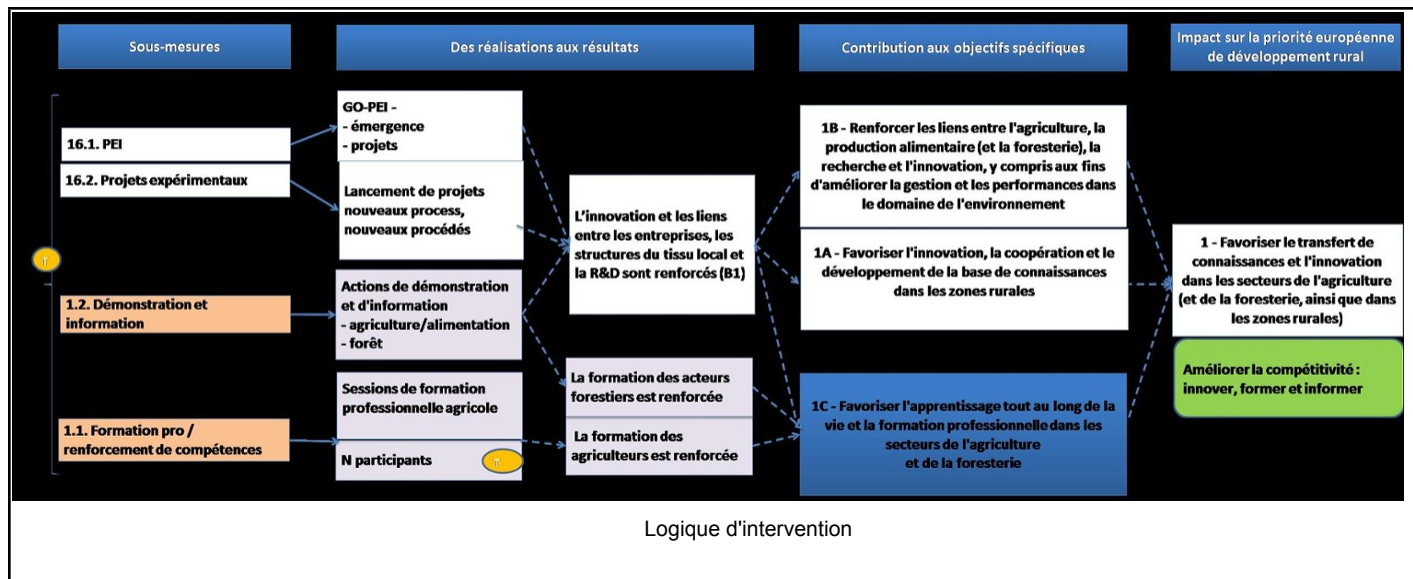 Sous-mesures
Des réalisations aux résultats
Contribution aux objectifs spécifiques
Impact sur la priorité européenne
de développement rural
16.1. PEI
16.2. Projets expérimentaux
1.2. Démonstration et
information
1.1. Formation pro /
renforcement de compétences
GO-PEI -
- émergence
- projets
Lancement de projets
nouveaux process,
nouveaux procédés
Actions de démonstration
et d'information
- agriculture/alimentation
- forêt
Sessions de formation
professionnelle agricole
N participants
L'innovation et les liens
entre les entreprises, les
structures du tissu local et
la R&D sont renforcés (B1)
La formation des acteurs
forestiers est renforcée
La formation des
agriculteurs est renforcée
1B - Renforcer les liens entre l'agriculture, la
production alimentaire (et la foresterie), la
recherche et l'innovation, y compris aux fins
d'améliorer la gestion et les performances dans
le domaine de l'environnement
1A - Favoriser l'innovation, la coopération et le
développement de la base de connaissances
dans les zones rurales
1C - Favoriser l'apprentissage tout au long de la
vie et la formation professionnelle dans les
secteurs de l'agriculture
et de la foresterie
1 - Favoriser le transfert de
connaissances et l'innovation
dans les secteurs de l'agriculture
(et de la foresterie, ainsi que dans
les zones rurales)
Améliorer la compétitivité :
innover, former et informer
Logique d'intervention